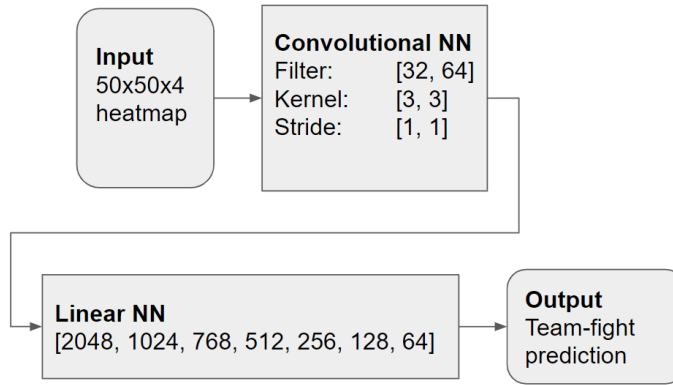 Input
50x50x4
heatmap
Convolutional NN
Filter: [32, 64]
Kernel: [3, 3]
Stride: [1, 1]
Linear NN
[2048, 1024, 768, 512, 256, 128, 64]
Output
Team-fight
prediction